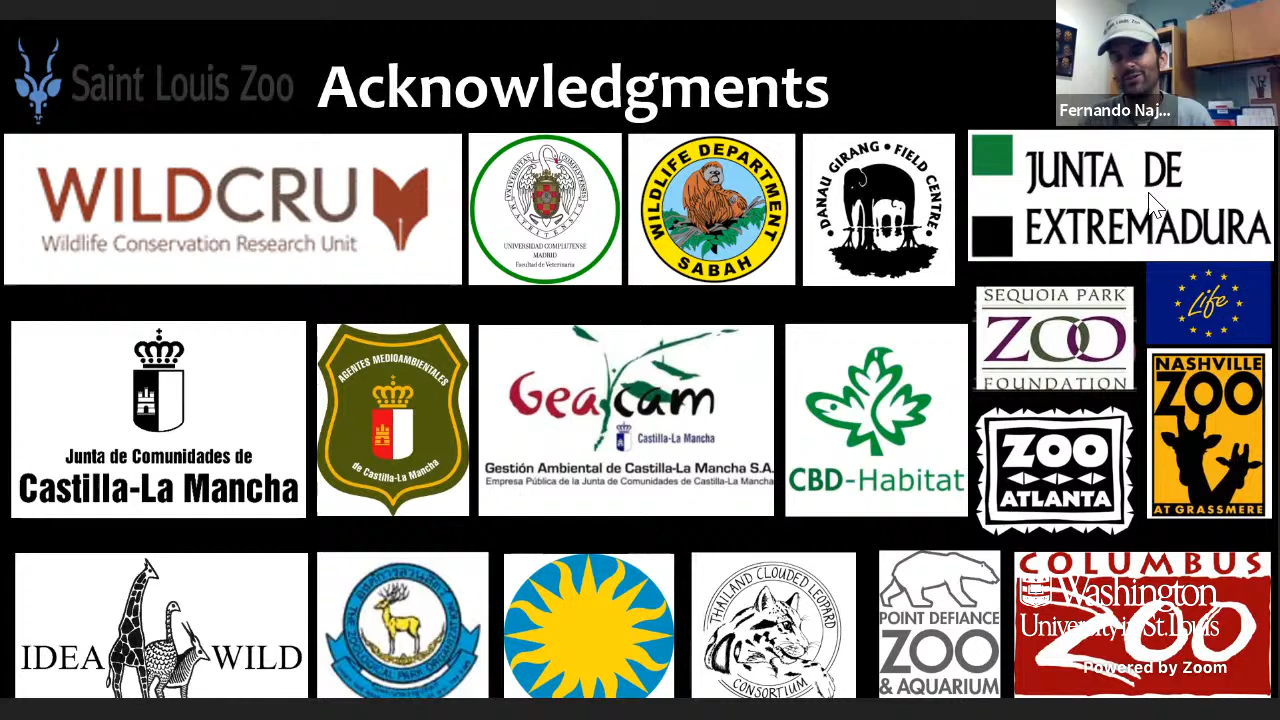 Saint Louis Zoo
Acknowledgments
Fernando Naj...
WILDCRU
Wildlife Conservation Research Unit
UNIVERSIDAD COMPLUTENSE
MADRID
Facultad de Veterinaria
WILDLIFE DEPARTMENT
SABAH
DANAU GIRANG • FIELD CENTRE
JUNTA DE
EXTREMADURA
SEQUOIA PARK
ZOO
FOUNDATION
Life
Junta de Comunidades de
Castilla-La Mancha
AGENTES MEDIOAMBIENTALES
de Castilla-La Mancha
Geacam
Castilla-La Mancha
Gestión Ambiental de Castilla-La Mancha S.A.
Empresa Pública de la Junta de Comunidades de Castilla-La Mancha
CBD-Habitat
ZOO
ATLANTA
NASHVILLE
ZOO
AT GRASSMERE
IDEA WILD
THAILAND CLOUDED LEOPARD
CONSORTIUM
POINT DEFIANCE
ZOO
& AQUARIUM
COLUMBUS
ZOO
Washington
University in St. Louis
Powered by Zoom